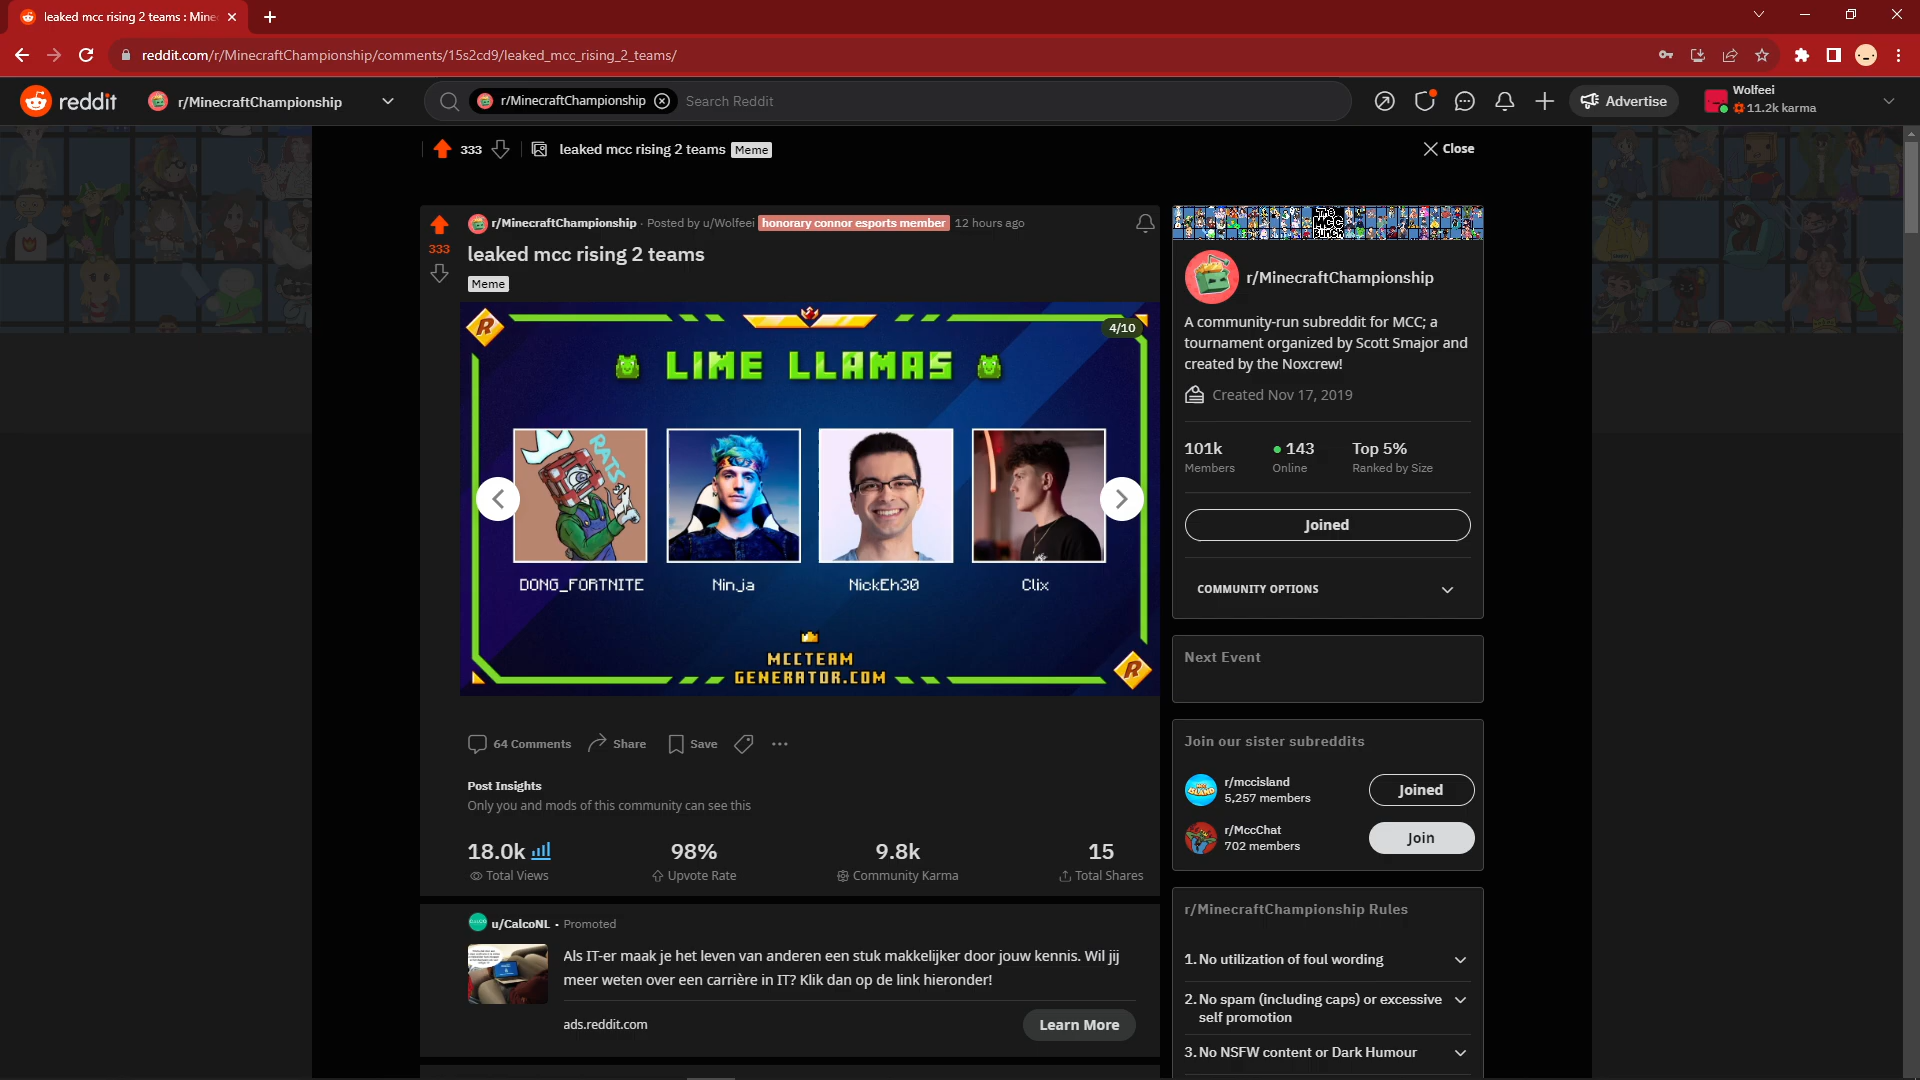 leaked mcc rising 2 teams : Mine
reddit.com/r/MinecraftChampionship/comments/15s2cd9/leaked_mcc_rising_2_teams/
reddit
r/MinecraftChampionship
r/MinecraftChampionship
Search Reddit
Advertise
Wolfeei
11.2k karma
333
leaked mcc rising 2 teams
Meme
Close
r/MinecraftChampionship · Posted by u/Wolfeei honorary connor esports member 12 hours ago
333
leaked mcc rising 2 teams
Meme
R
4/10
LIME LLAMAS
RATS
DONG_FORTNITE
Ninja
NickEh30
Clix
MCCTEAM
GENERATOR.COM
R
64 Comments
Share
Save
Post Insights
Only you and mods of this community can see this
18.0k
98%
9.8k
15
Total Views
Upvote Rate
Community Karma
Total Shares
u/CalcoNL · Promoted
Als IT-er maak je het leven van anderen een stuk makkelijker door jouw kennis. Wil jij
meer weten over een carrière in IT? Klik dan op de link hieronder!
ads.reddit.com
Learn More
The
MCC
Bunch
r/MinecraftChampionship
A community-run subreddit for MCC; a
tournament organized by Scott Smajor and
created by the Noxcrew!
Created Nov 17, 2019
101k
143
Top 5%
Members
Online
Ranked by Size
Joined
COMMUNITY OPTIONS
Next Event
Join our sister subreddits
r/mccisland
5,257 members
Joined
r/MccChat
702 members
Join
r/MinecraftChampionship Rules
1. No utilization of foul wording
2. No spam (including caps) or excessive
self promotion
3. No NSFW content or Dark Humour